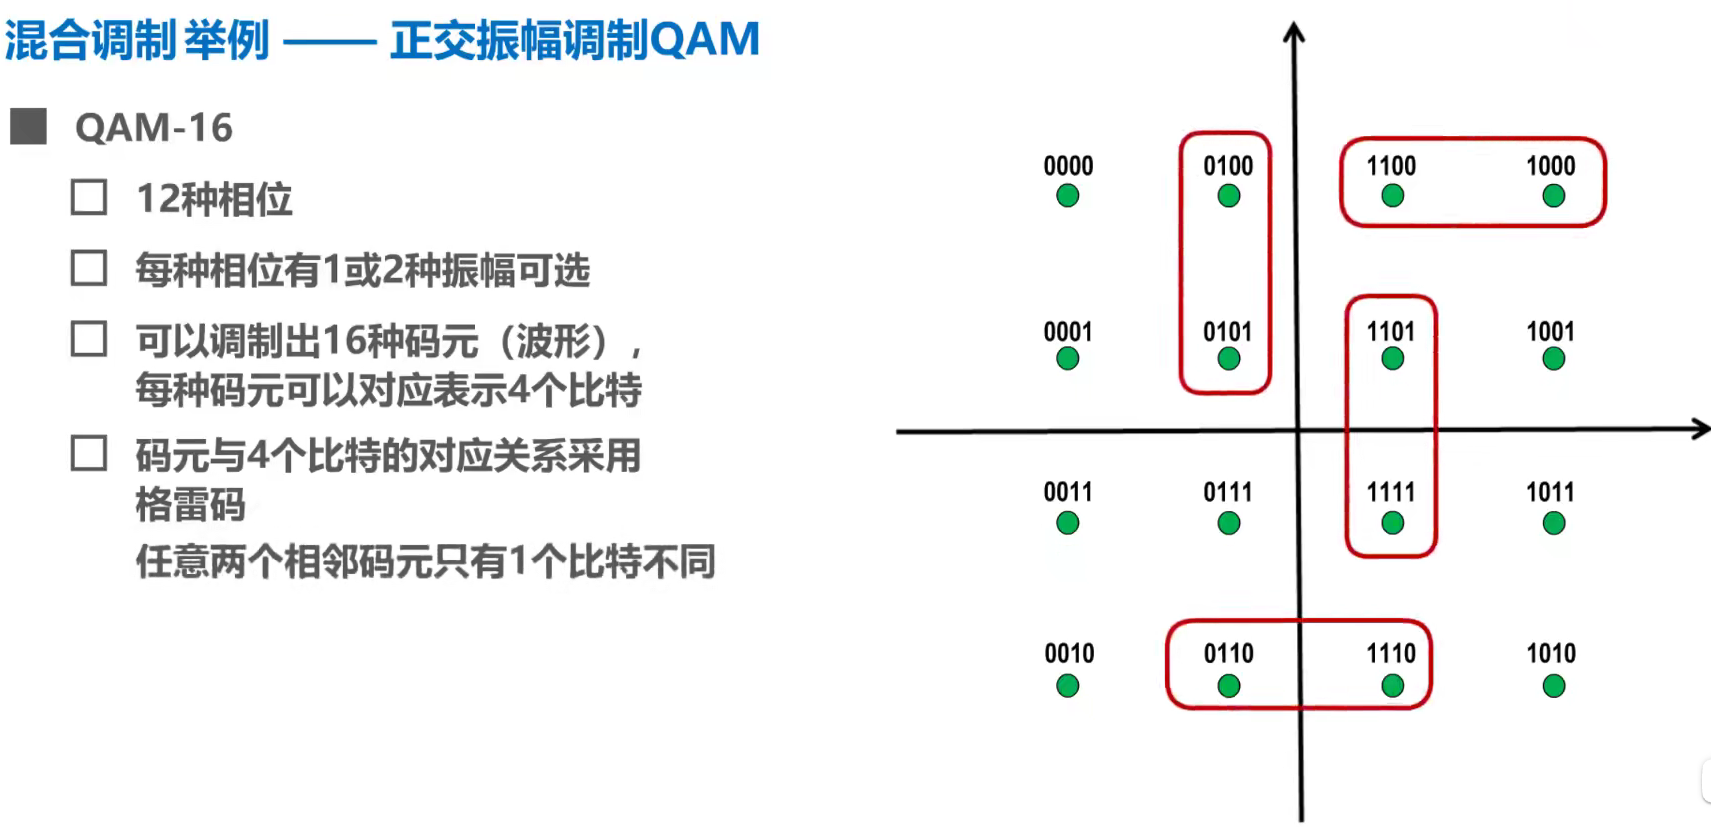 混合调制 举例 —— 正交振幅调制QAM
QAM-16
12种相位
每种相位有1或2种振幅可选
可以调制出16种码元（波形），
每种码元可以对应表示4个比特
码元与4个比特的对应关系采用
格雷码
任意两个相邻码元只有1个比特不同
0000 0100 1100 1000
0001 0101 1101 1001
0011 0111 1111 1011
0010 0110 1110 1010